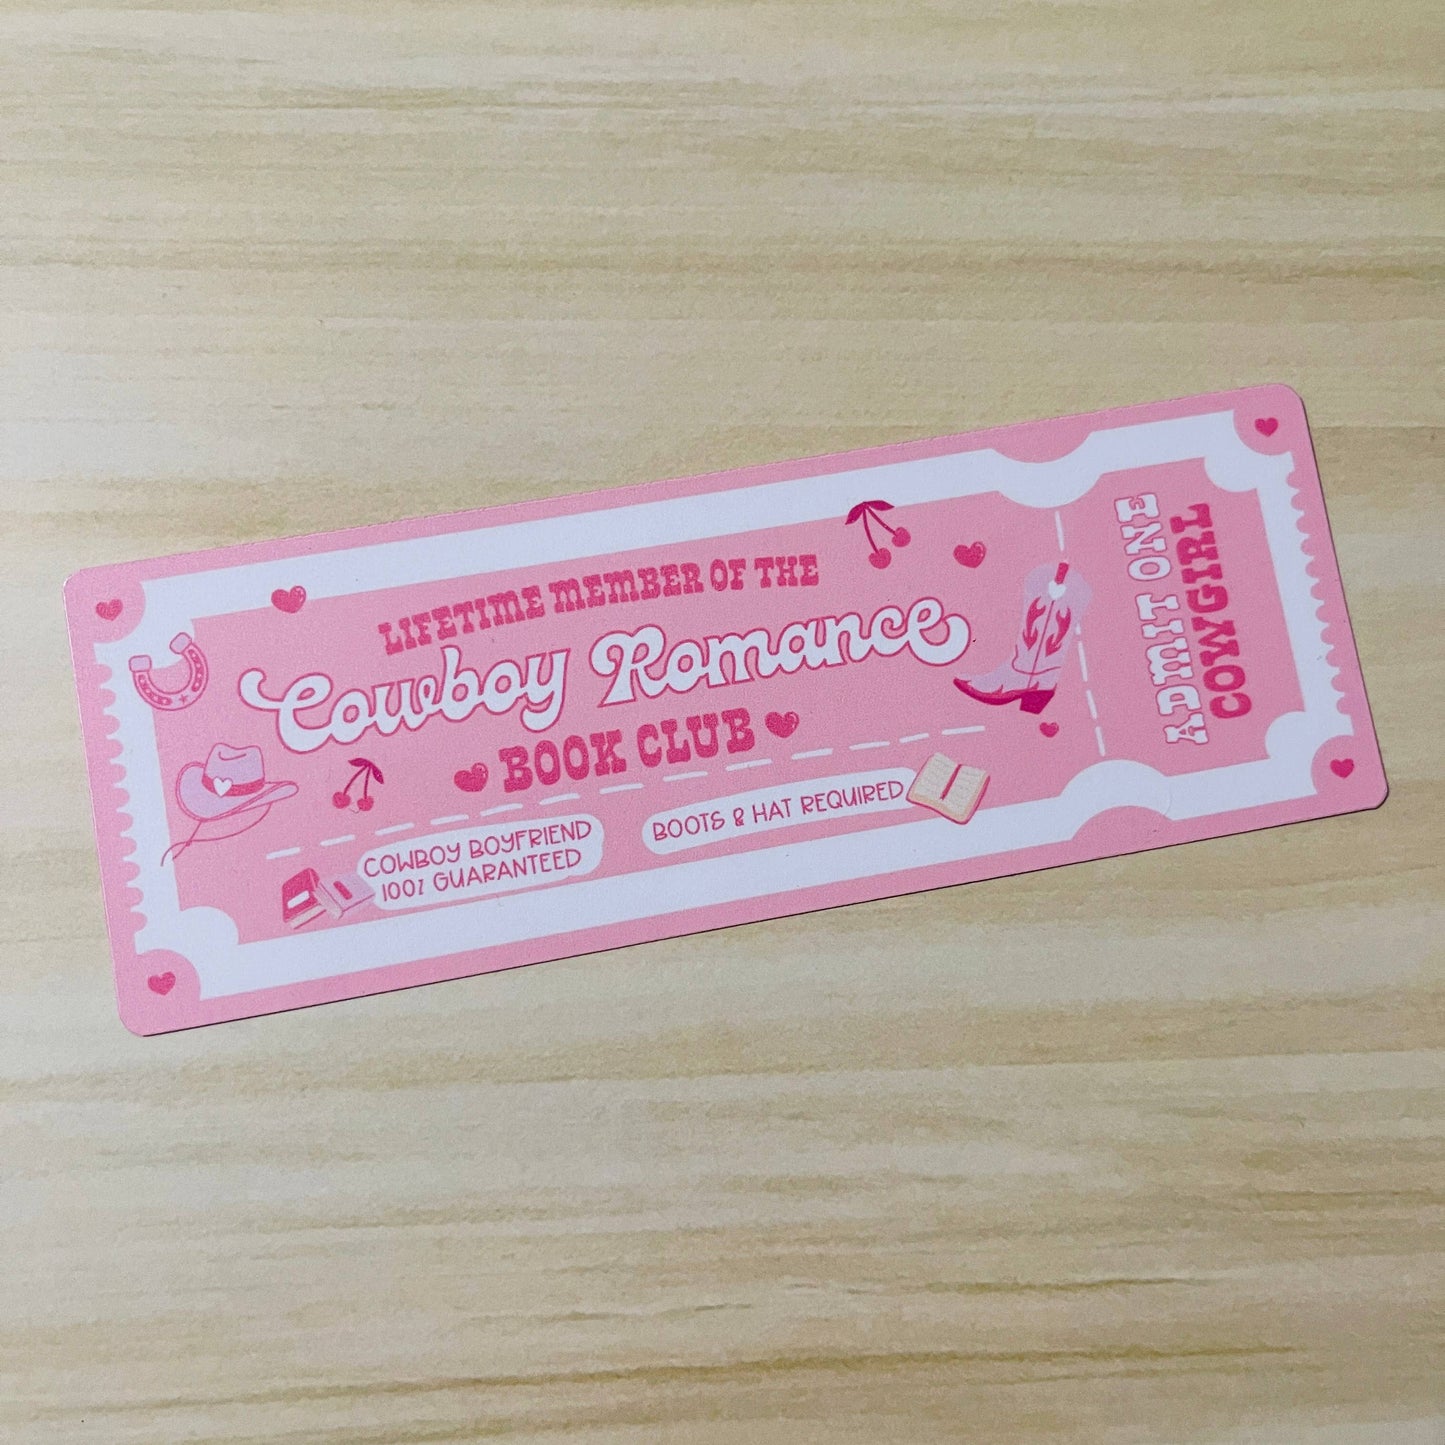 LIFETIME MEMBER OF THE
Cowboy Romance
BOOK CLUB
COWBOY BOYFRIEND
100% GUARANTEED
BOOTS & HAT REQUIRED
ADMIT ONE
COWGIRL